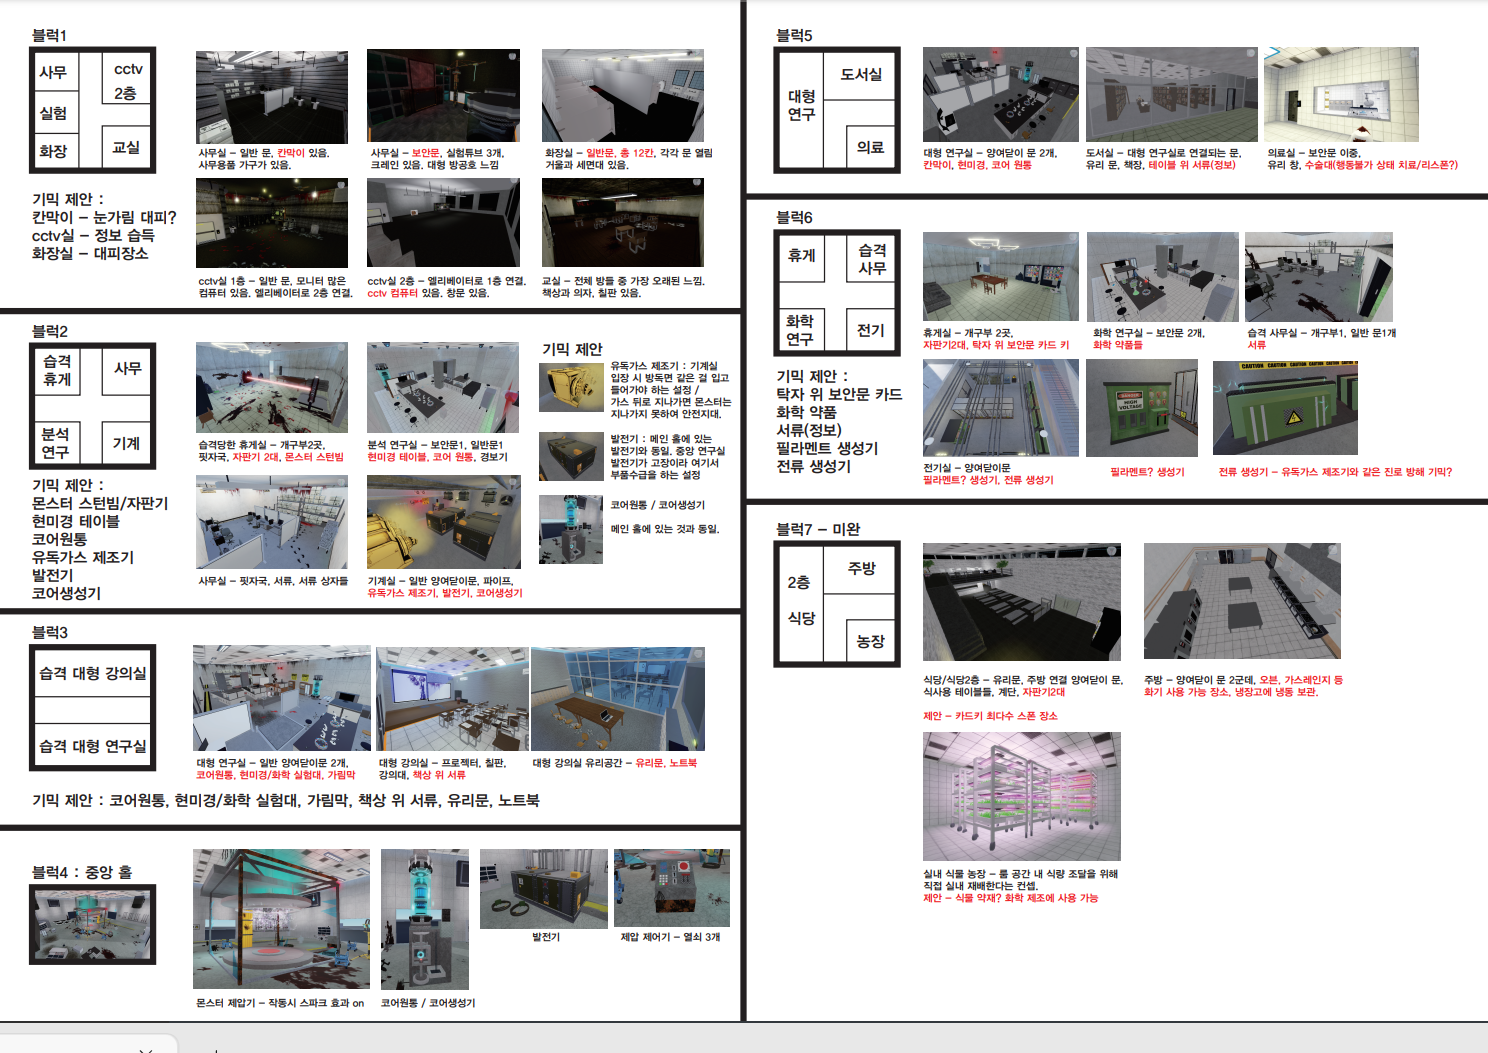 블럭1
사무
cctv
2층
실험
화장
교실
사무실 – 일반 문, 칸막이 있음.
사무용품 가구가 있음.
사무실 – 보안문, 실험튜브 3개,
크레인 있음. 대형 방공호 느낌
화장실 – 일반문, 총 12칸, 각각 문 열림
거울과 세면대 있음.
기믹 제안 :
칸막이 – 눈가림 대피?
cctv실 – 정보 습득
화장실 – 대피장소
cctv실 1층 – 일반 문, 모니터 많은
컴퓨터 있음. 엘리베이터로 2층 연결.
cctv실 2층 – 엘리베이터로 1층 연결.
cctv 컴퓨터 있음. 창문 있음.
교실 – 전체 방들 중 가장 오래된 느낌.
책상과 의자, 칠판 있음.
블럭2
습격
휴게
사무
분석
연구
기계
습격당한 휴게실 – 개구부2곳,
핏자국, 자판기 2대, 몬스터 스턴빔
분석 연구실 – 보안문1, 일반문1
현미경 테이블, 코어 원통, 경보기
기믹 제안 :
몬스터 스턴빔/자판기
현미경 테이블
코어원통
유독가스 제조기
발전기
코어생성기
사무실 – 핏자국, 서류, 서류 상자들
기계실 – 일반 양여닫이문, 파이프,
유독가스 제조기, 발전기, 코어생성기
기믹 제안
유독가스 제조기 : 기계실
입장 시 방독면 같은 걸 입고
들어가야 하는 설정 /
가스 뒤로 지나가면 몬스터는
지나가지 못하여 안전지대.
발전기 : 메인 홀에 있는
발전기와 동일. 중앙 연구실
발전기가 고장이라 여기서
부품수급을 하는 설정
코어원통 / 코어생성기
메인 홀에 있는 것과 동일.
블럭3
습격 대형 강의실
습격 대형 연구실
대형 연구실 – 일반 양여닫이문 2개,
코어원통, 현미경/화학 실험대, 가림막
대형 강의실 – 프로젝터, 칠판,
강의대, 책상 위 서류
대형 강의실 유리공간 – 유리문, 노트북
기믹 제안 : 코어원통, 현미경/화학 실험대, 가림막, 책상 위 서류, 유리문, 노트북
블럭4 : 중앙 홀
몬스터 제압기 – 작동시 스파크 효과 on
코어원통 / 코어생성기
발전기
제압 제어기 – 열쇠 3개
블럭5
대형
연구
도서실
의료
대형 연구실 – 양여닫이 문 2개,
칸막이, 현미경, 코어 원통
도서실 – 대형 연구실로 연결되는 문,
유리 문, 책장, 테이블 위 서류(정보)
의료실 – 보안문 이중,
유리 창, 수술대(행동불가 상태 치료/리스폰?)
블럭6
휴게
습격
사무
화학
연구
전기
휴게실 – 개구부 2곳,
자판기2대, 탁자 위 보안문 카드 키
화학 연구실 – 보안문 2개,
화학 약품들
습격 사무실 – 개구부1, 일반 문1개
서류
기믹 제안 :
탁자 위 보안문 카드
화학 약품
서류(정보)
필라멘트 생성기
전류 생성기
전기실 – 양여닫이문
필라멘트? 생성기, 전류 생성기
DANGER
HIGH
VOLTAGE
필라멘트? 생성기
CAUTION CAUTION CAUTION CAUTION
전류 생성기 – 유독가스 제조기와 같은 진로 방해 기믹?
블럭7 – 미완
2층
식당
주방
농장
식당/식당2층 – 유리문, 주방 연결 양여닫이 문,
식사용 테이블들, 계단, 자판기2대
제안 – 카드키 최다수 스폰 장소
주방 – 양여닫이 문 2군데, 오븐, 가스레인지 등
화기 사용 가능 장소, 냉장고에 냉동 보관.
실내 식물 농장 – 룸 공간 내 식량 조달을 위해
직접 실내 재배한다는 컨셉.
제안 – 식물 약재? 화학 제조에 사용 가능